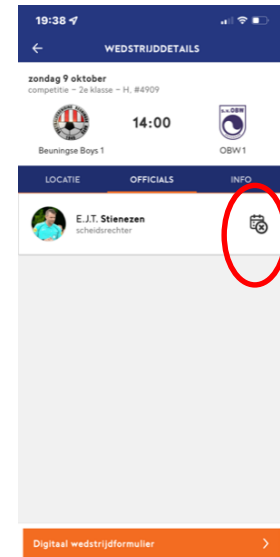 19:38
WEDSTRIJDDETAILS
zondag 9 oktober
competitie – 2e klasse – H, #4909
14:00
Beuningse Boys 1
OBW 1
LOCATIE OFFICIALS INFO
E.J.T. Stienezen
scheidsrechter
Digitaal wedstrijdformulier